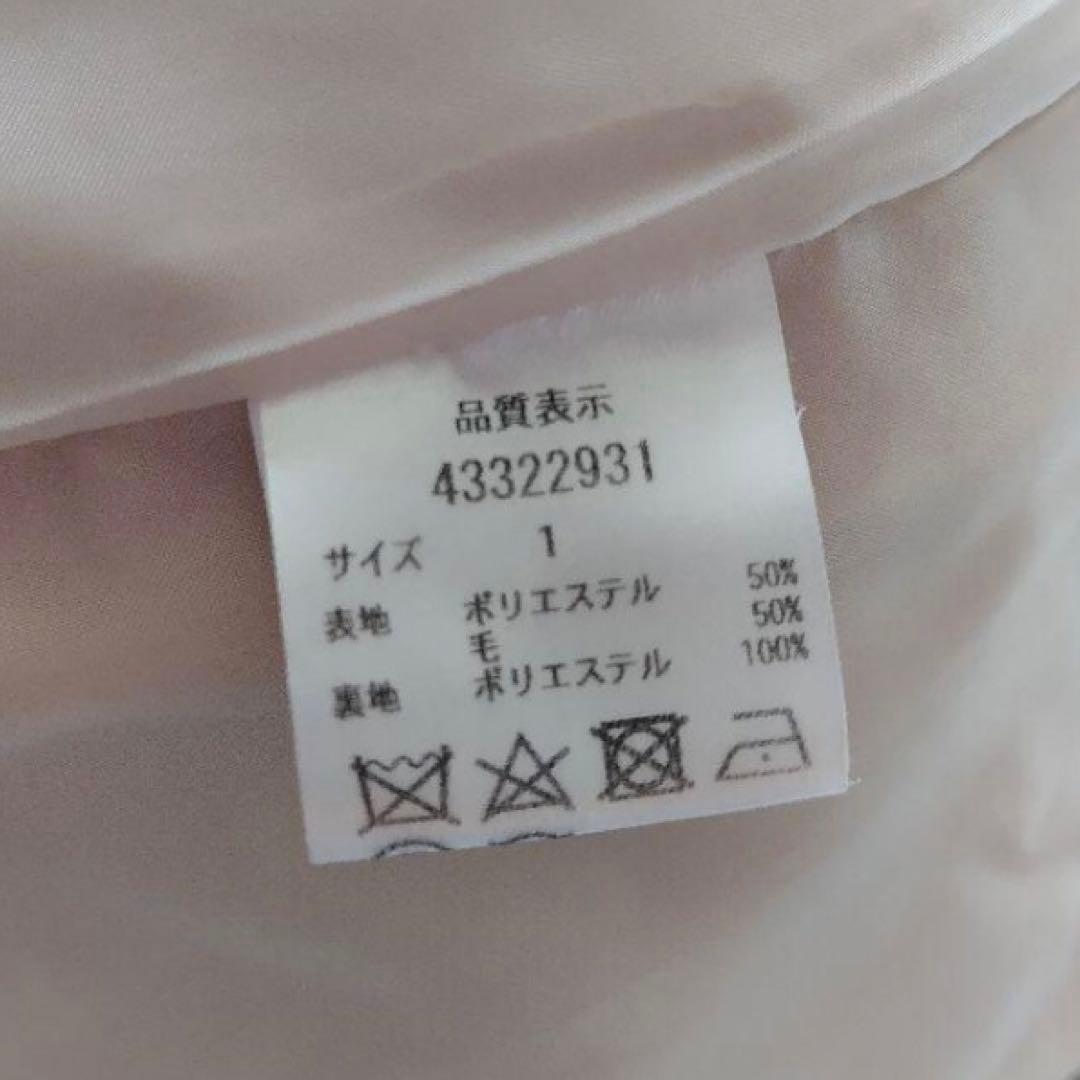 品質表示
43322931
サイズ 1
表地 ポリエステル 50%
毛 50%
裏地 ポリエステル 100%